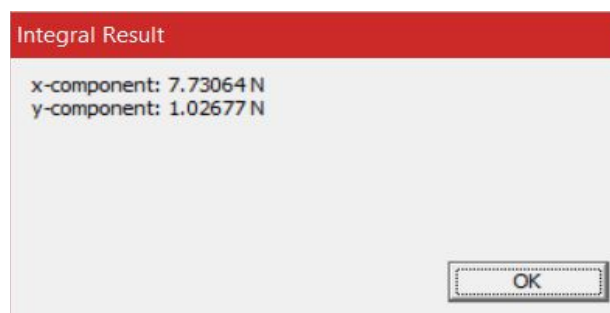 Integral Result
x-component: 7.73064 N
y-component: 1.02677 N
OK